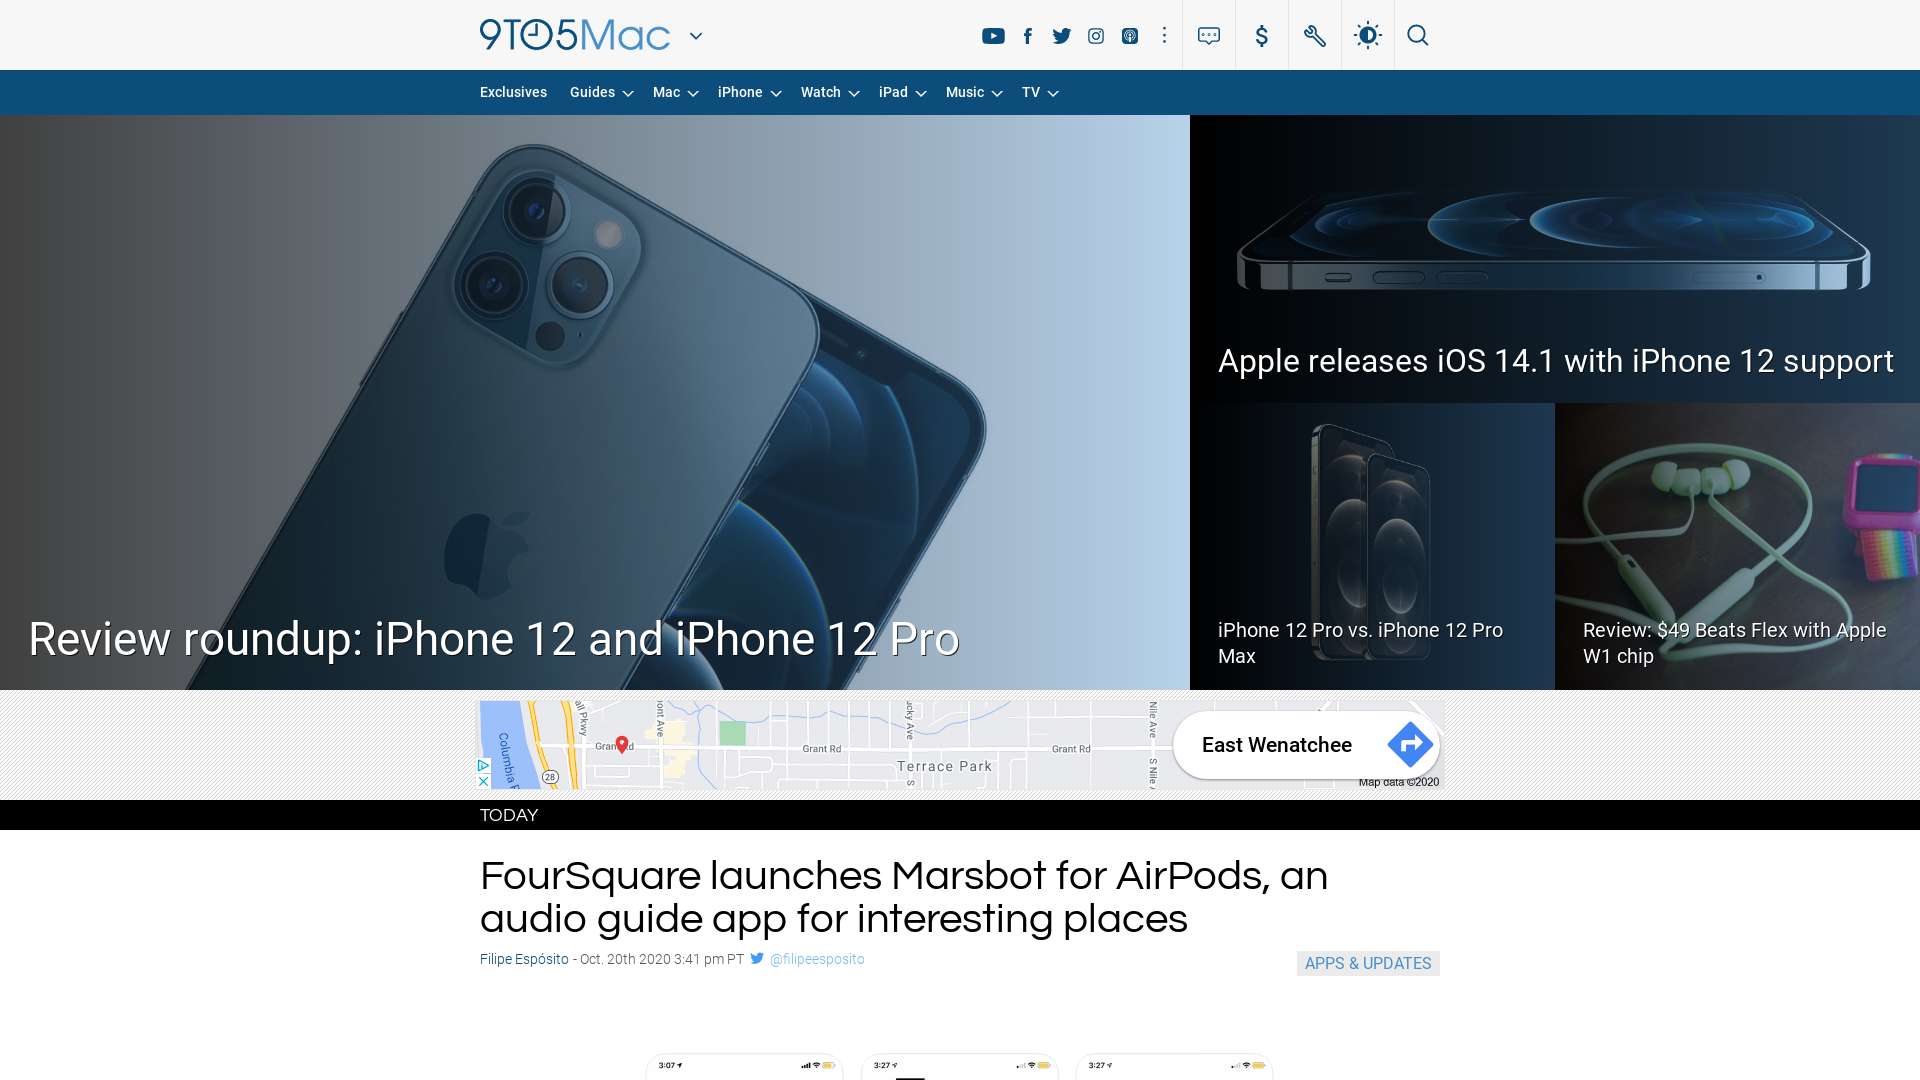 9TO5Mac
Exclusives Guides Mac iPhone Watch iPad Music TV
Review roundup: iPhone 12 and iPhone 12 Pro
Apple releases iOS 14.1 with iPhone 12 support
iPhone 12 Pro vs. iPhone 12 Pro
Max
Review: $49 Beats Flex with Apple
W1 chip
Columbia
28
Grant Rd
Grant Rd
Terrace Park
Grant Rd
Nile Ave
S Nile
East Wenatchee
Map data ©2020
TODAY
FourSquare launches Marsbot for AirPods, an
audio guide app for interesting places
Filipe Espósito - Oct. 20th 2020 3:41 pm PT @filipeesposito
APPS & UPDATES
3:07
3:27
3:27